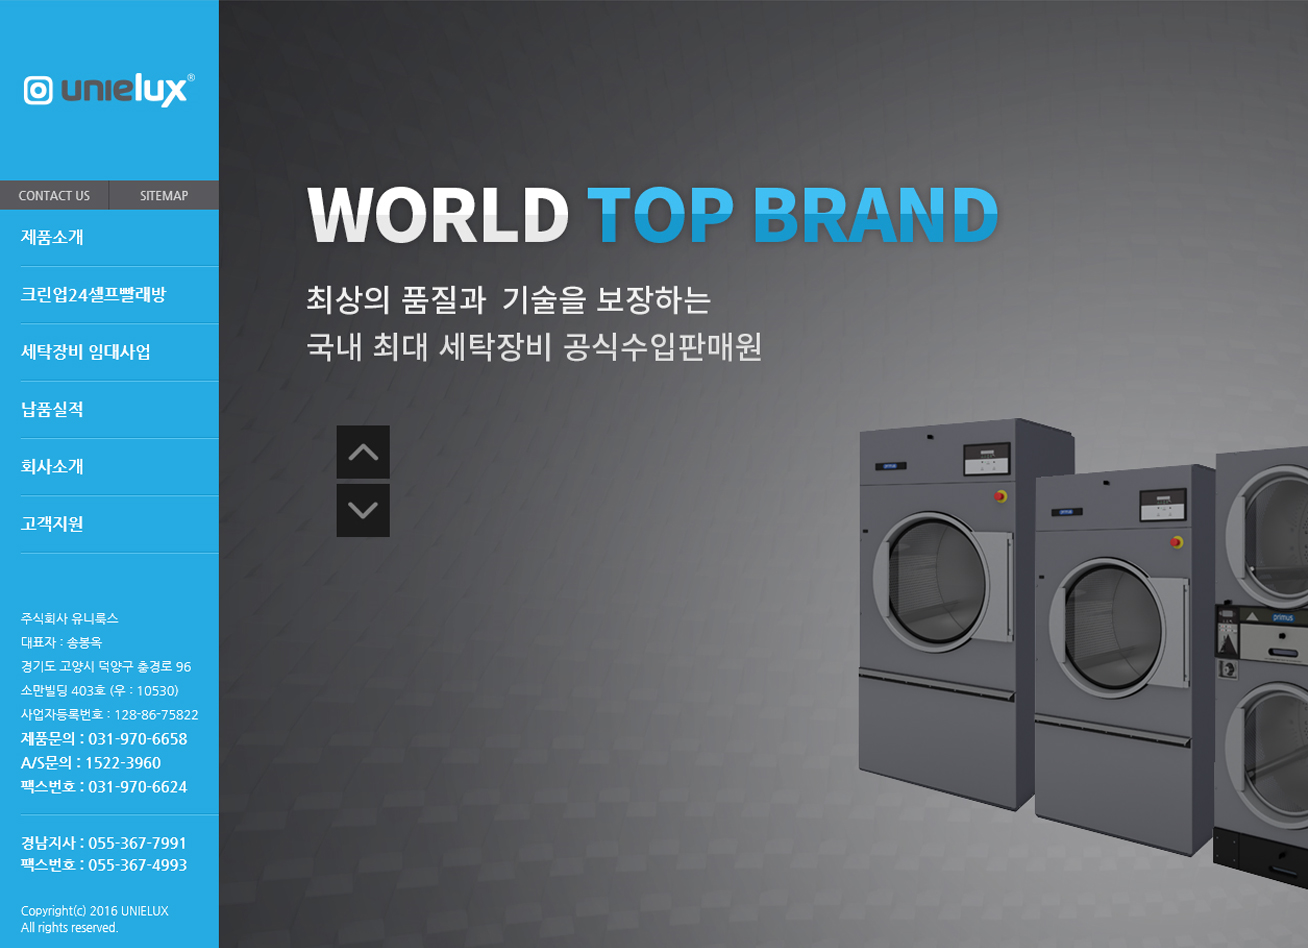 unielux®
CONTACT US
SITEMAP
제품소개
크린업24셀프빨래방
세탁장비 임대사업
납품실적
회사소개
고객지원
주식회사 유니룩스
대표자 : 송봉옥
경기도 고양시 덕양구 충경로 96
소만빌딩 403호 (우 : 10530)
사업자등록번호 : 128-86-75822
제품문의 : 031-970-6658
A/S문의 : 1522-3960
팩스번호 : 031-970-6624
경남지사 : 055-367-7991
팩스번호 : 055-367-4993
Copyright(c) 2016 UNIELUX
All rights reserved.
WORLD TOP BRAND
최상의 품질과 기술을 보장하는
국내 최대 세탁장비 공식수입판매원
primus
primus
primus